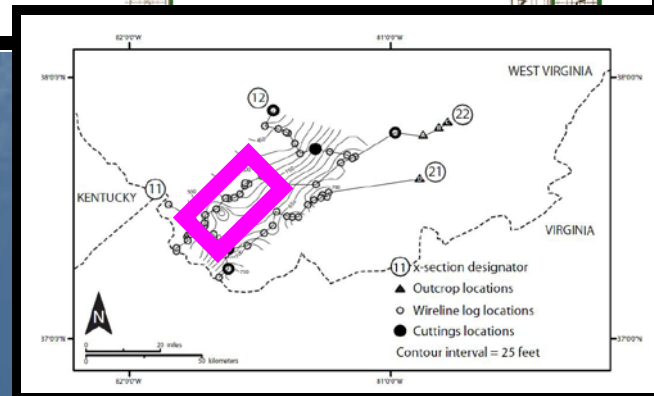 82°0'0"W 81°0'0"W
38°0'0"N 38°0'0"N
WEST VIRGINIA
12
22
21
KENTUCKY 11
VIRGINIA
11 x-section designator
Outcrop locations
Wireline log locations
Cuttings locations
Contour interval = 25 feet
N
37°0'0"N 37°0'0"N
0 20 miles
0 50 kilometers
82°0'0"W 81°0'0"W